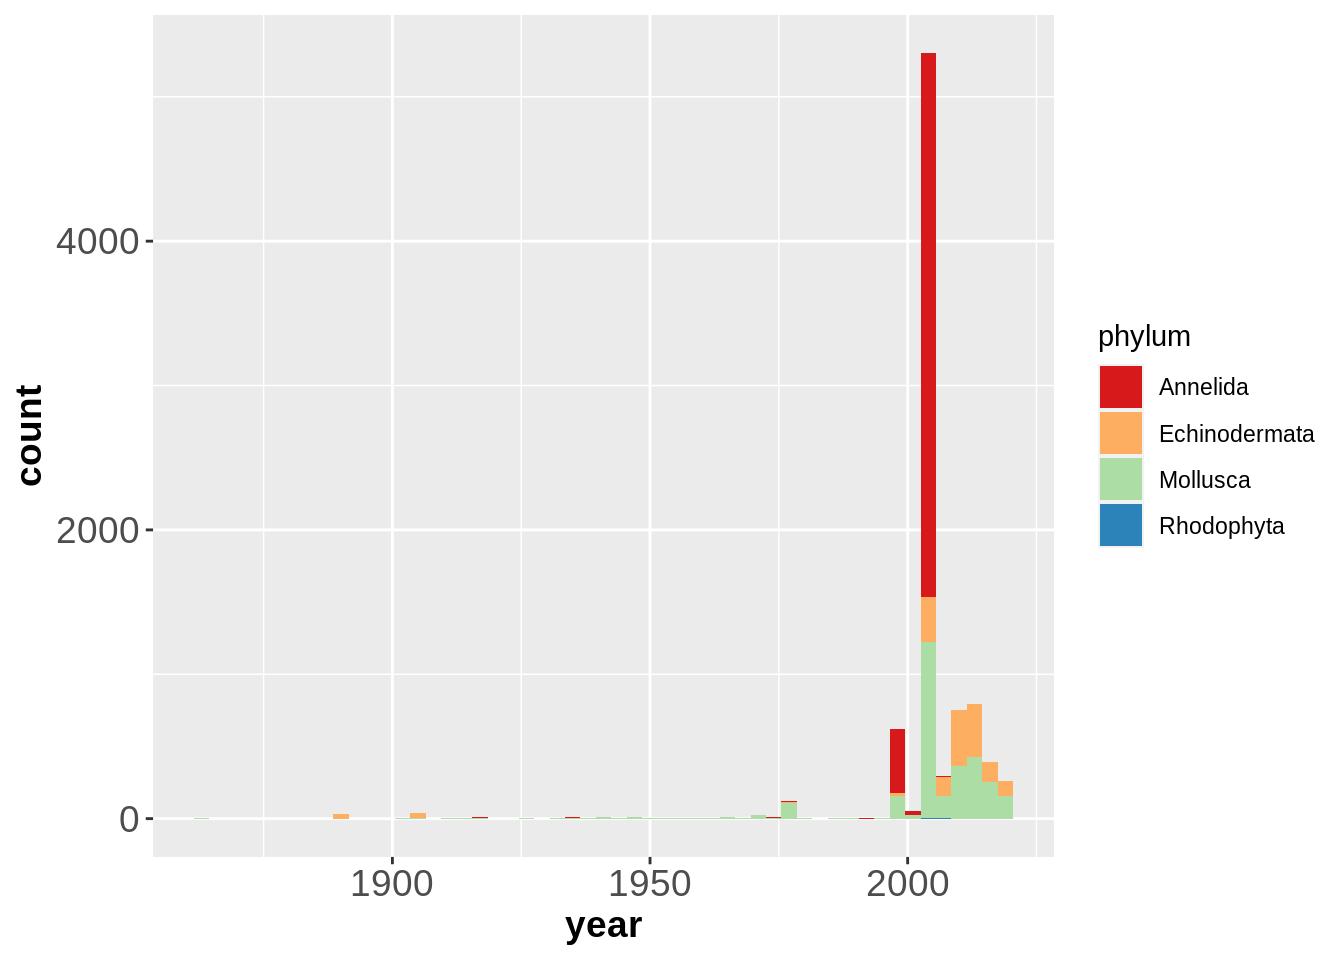 4000
2000
0
count
1900
1950
2000
year
phylum
Annelida
Echinodermata
Mollusca
Rhodophyta